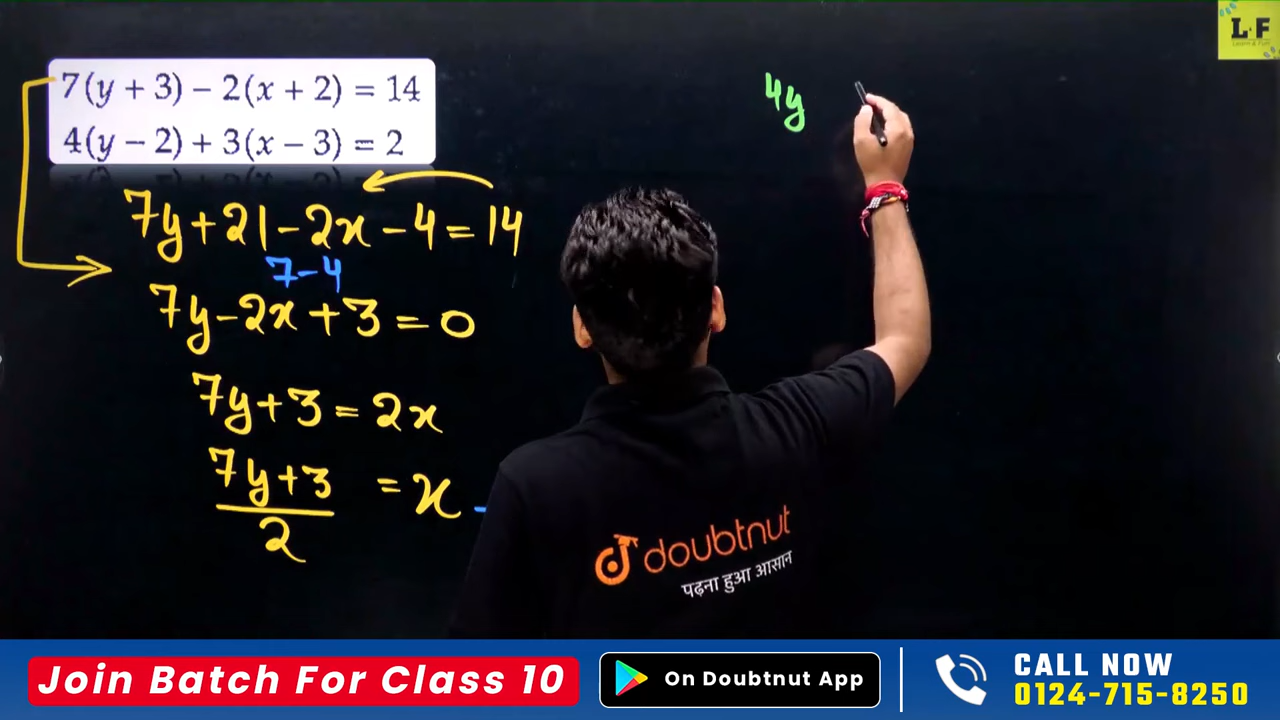 L F
7(y + 3) – 2(x + 2) = 14
4(y – 2) + 3(x – 3) = 2
7y+21-2x-4=14
7-4
7y-2x+3=0
7y+3=2x
7y+3
= x
2
4y
doubtnut
पढ़ना हुआ आसान
Join Batch For Class 10
On Doubtnut App
CALL NOW
0124-715-8250